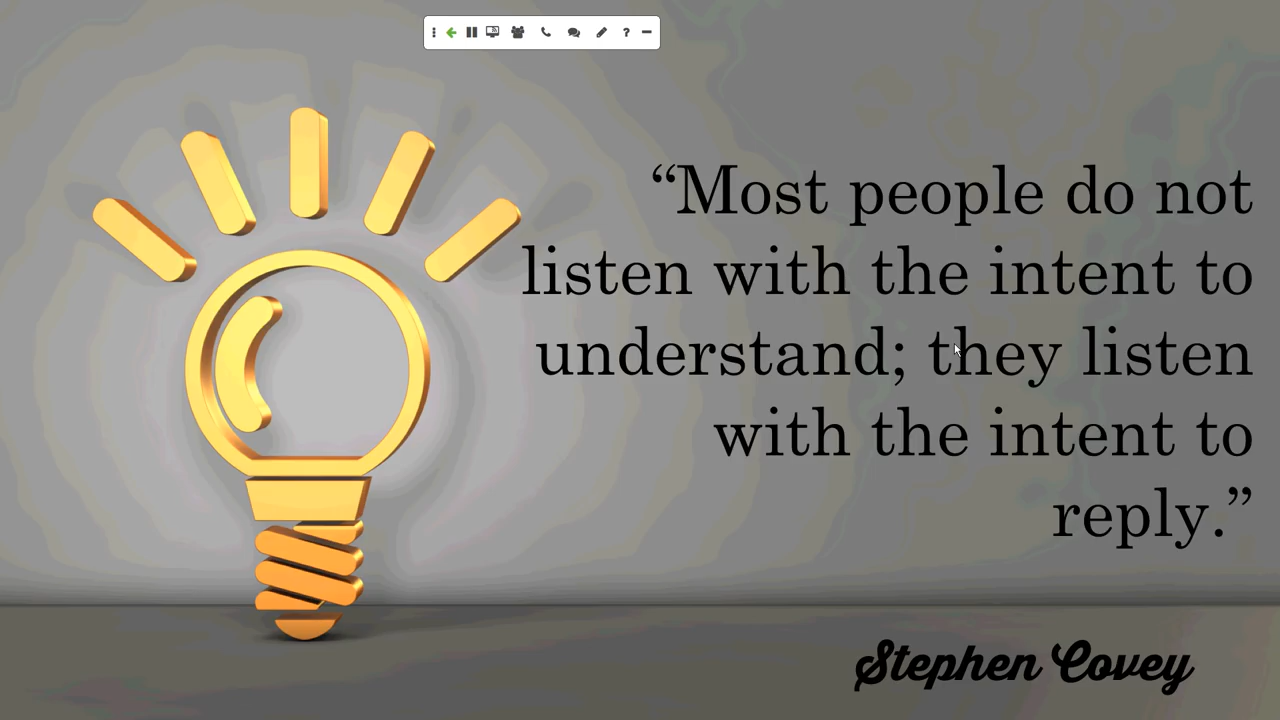 “Most people do not
listen with the intent to
understand; they listen
with the intent to
reply.”
Stephen Covey